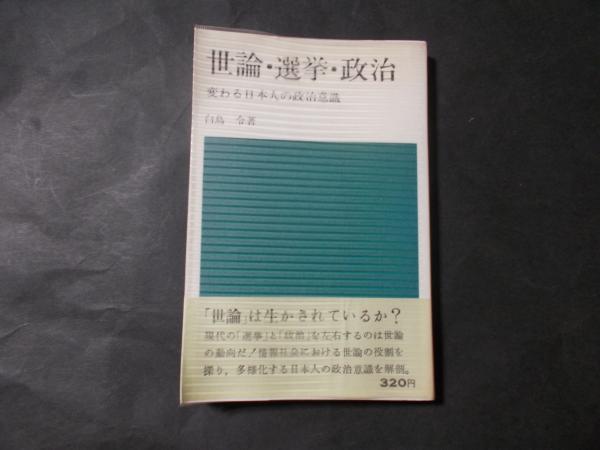 世論・選挙・政治
変わる日本人の政治意識
白鳥 令著
「世論」は生かされているか？
現代の「選挙」と「政治」を左右するのは世論
の動向だ！情報社会における世論の役割を
探り，多様化する日本人の政治意識を解剖。
320円